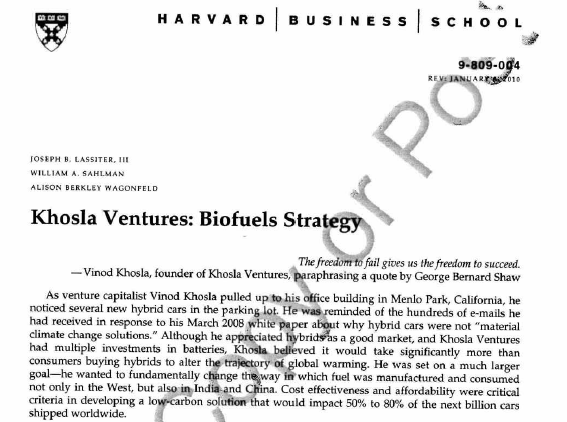 HARVARD | BUSINESS | SCHOOL
9-809-004
REV: JANUARY 2010
JOSEPH B. LASSITER, III
WILLIAM A. SAHLMAN
ALISON BERKLEY WAGONFELD
Khosla Ventures: Biofuels Strategy
The freedom to fail gives us the freedom to succeed.
—Vinod Khosla, founder of Khosla Ventures, paraphrasing a quote by George Bernard Shaw
As venture capitalist Vinod Khosla pulled up to his office building in Menlo Park, California, he
noticed several new hybrid cars in the parking lot. He was reminded of the hundreds of e-mails he
had received in response to his March 2008 white paper about why hybrid cars were not "material
climate change solutions." Although he appreciated hybrids as a good market, and Khosla Ventures
had multiple investments in batteries, Khosla believed it would take significantly more than
consumers buying hybrids to alter the trajectory of global warming. He was set on a much larger
goal—he wanted to fundamentally change the way in which fuel was manufactured and consumed
not only in the West, but also in India and China. Cost effectiveness and affordability were critical
criteria in developing a low-carbon solution that would impact 50% to 80% of the next billion cars
shipped worldwide.
Copy or Po